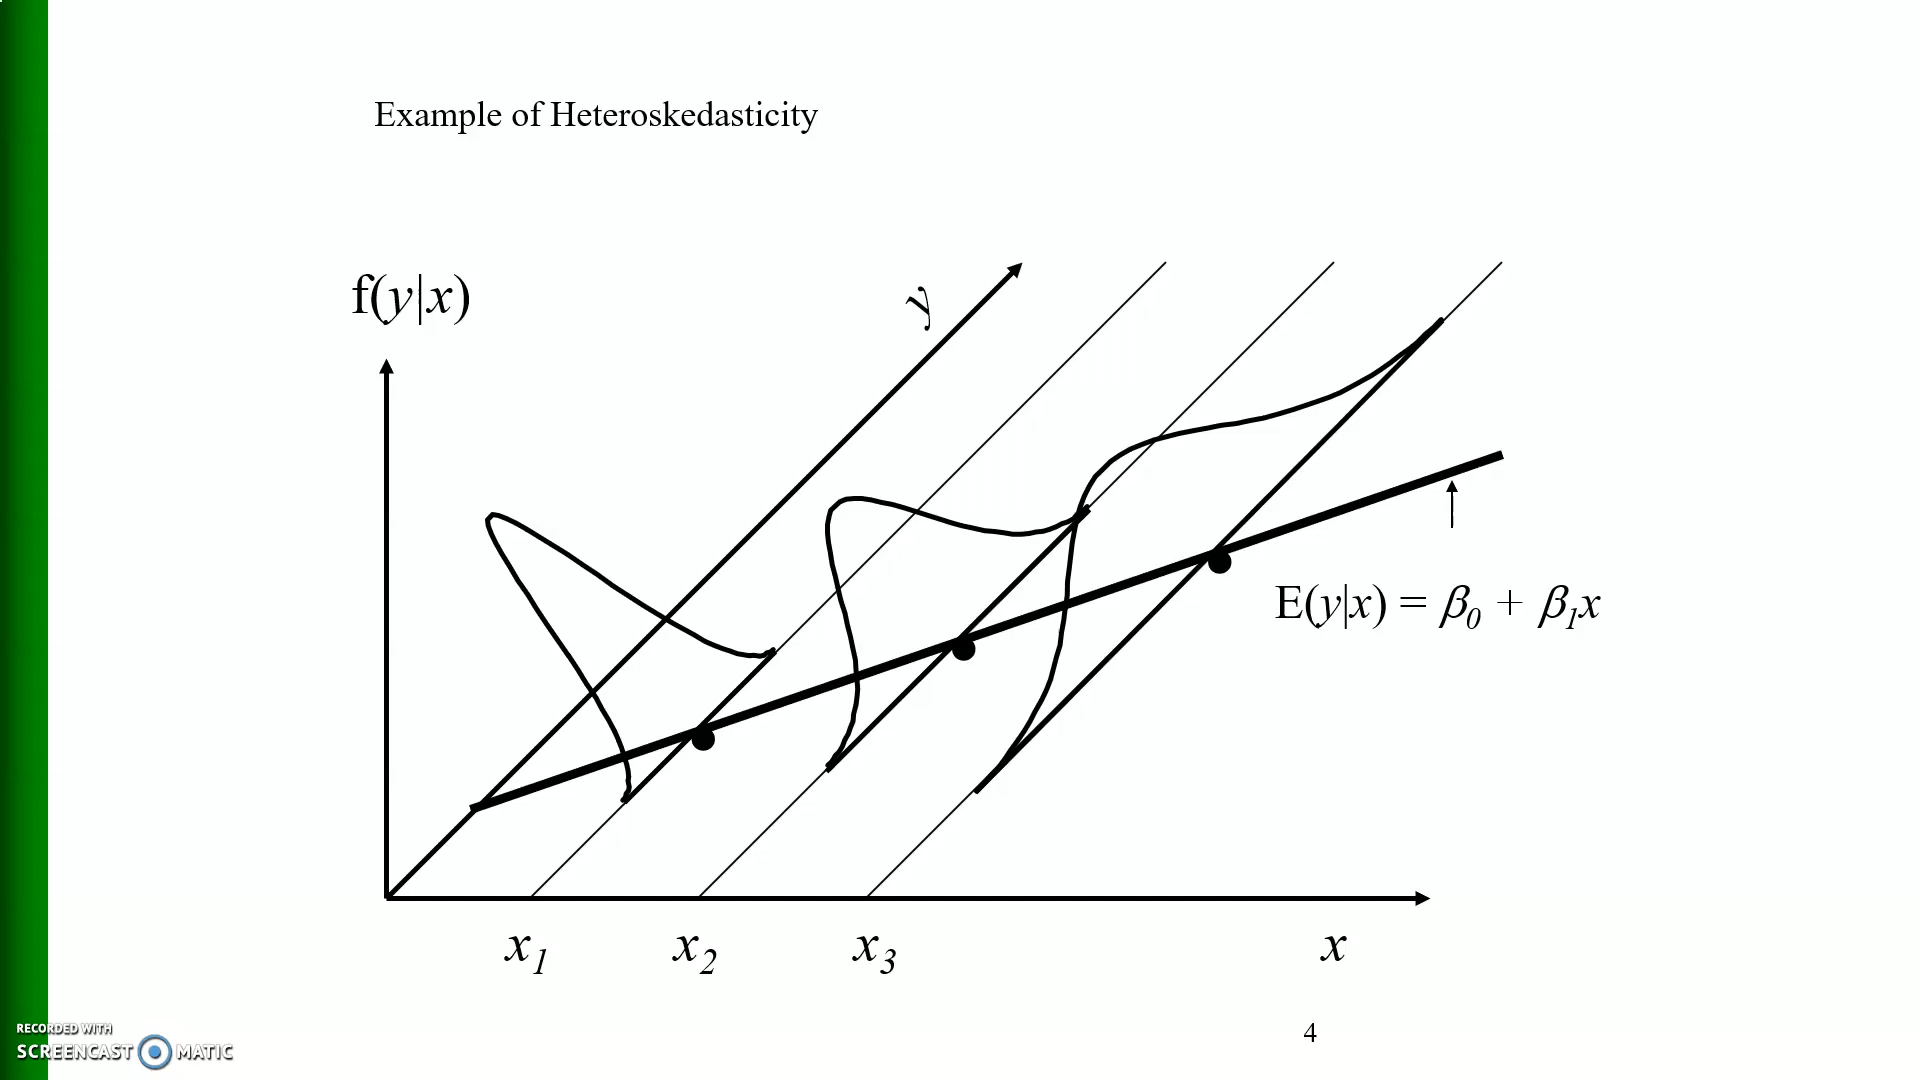 Example of Heteroskedasticity
f(y|x)
y
E(y|x) = β₀ + β₁x
x₁ x₂ x₃ x
4
RECORDED WITH
SCREENCAST MATIC